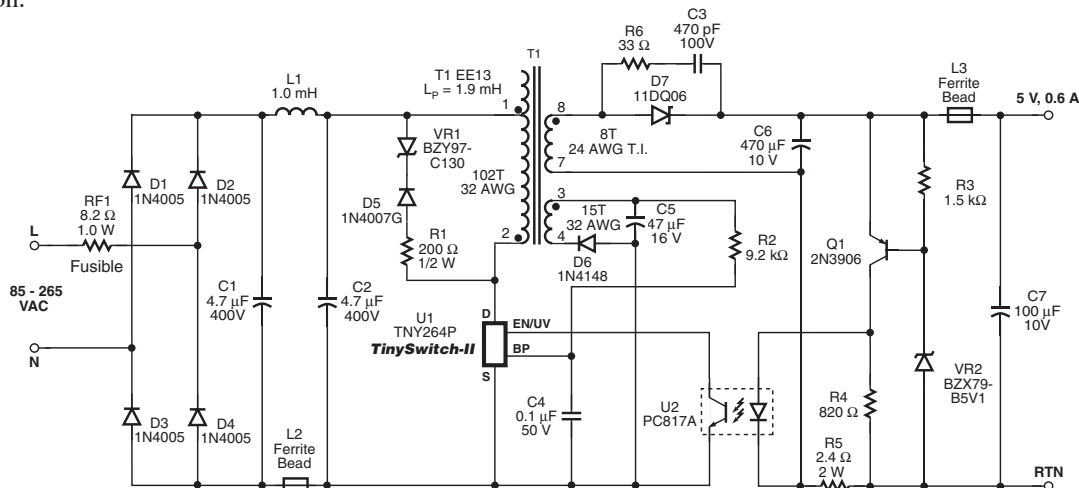 on.
C3
470 pF
100V
R6
33 Ω
T1
D7
11DQ06
L1
1.0 mH
T1 EE13
LP = 1.9 mH
L3
Ferrite
Bead
5 V, 0.6 A
1
8
VR1
BZY97-
C130
8T
24 AWG T.I.
7
C6
470 µF
10 V
102T
32 AWG
D1
1N4005
D2
1N4005
R3
1.5 kΩ
D5
1N4007G
3
15T
32 AWG
C5
47 µF
16 V
RF1
8.2 Ω
1.0 W
L
Fusible
R1
200 Ω
1/2 W
2
4
D6
1N4148
R2
9.2 kΩ
Q1
2N3906
85 - 265
VAC
C1
4.7 µF
400V
C2
4.7 µF
400V
U1
TNY264P
TinySwitch-II
D
EN/UV
BP
S
C7
100 µF
10V
N
VR2
BZX79-
B5V1
D3
1N4005
D4
1N4005
C4
0.1 µF
50 V
U2
PC817A
R4
820 Ω
L2
Ferrite
Bead
R5
2.4 Ω
2 W
RTN